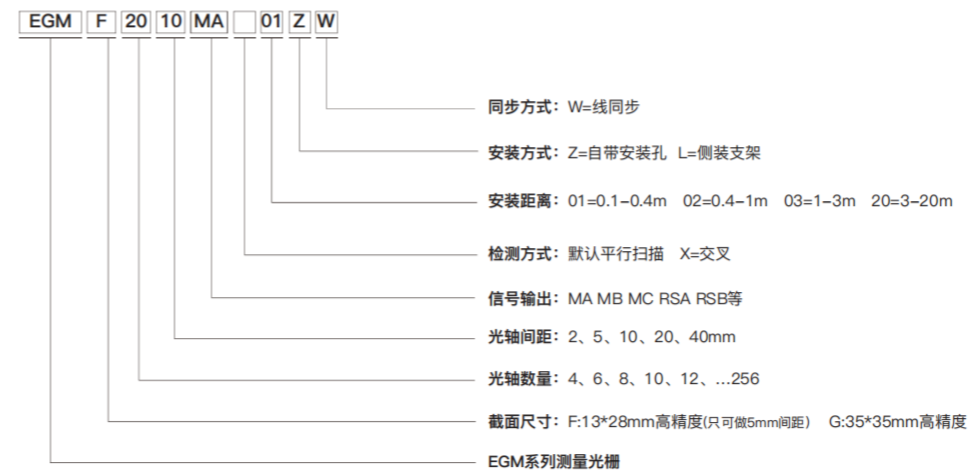 EGM F 20 10 MA 01 Z W
同步方式：W=线同步
安装方式：Z=自带安装孔 L=侧装支架
安装距离：01=0.1-0.4m 02=0.4-1m 03=1-3m 20=3-20m
检测方式：默认平行扫描 X=交叉
信号输出：MA MB MC RSA RSB等
光轴间距：2、5、10、20、40mm
光轴数量：4、6、8、10、12、…256
截面尺寸：F:13*28mm高精度(只可做5mm间距) G:35*35mm高精度
EGM系列测量光栅